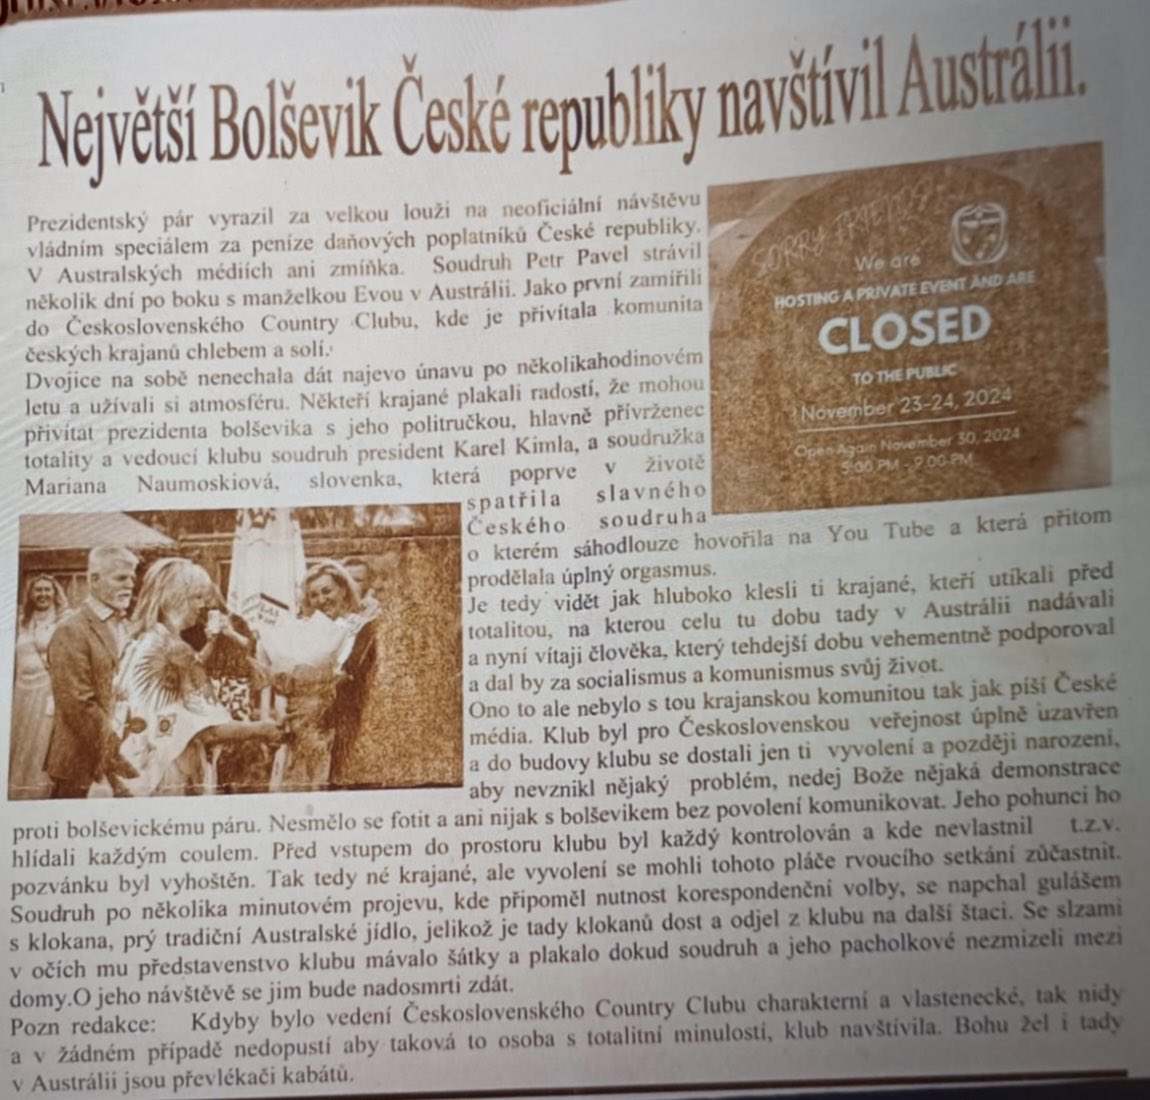 Největší Bolševik České republiky navštívil Austrálii.
Prezidentský pár vyrazil za velkou louži na neoficiální návštěvu
vládním speciálem za peníze daňových poplatníků České republiky.
V Australských médiích ani zmíňka. Soudruh Petr Pavel strávil
několik dní po boku s manželkou Evou v Austrálii. Jako první zamířili
do Československého Country Clubu, kde je přivítala komunita
českých krajanů chlebem a solí.
Dvojice na sobě nenechala dát najevo únavu po několikahodinovém
letu a užívali si atmosféru. Někteří krajané plakali radostí, že mohou
přivítat prezidenta bolševika s jeho politručkou, hlavně přívrženec
totality a vedoucí klubu soudruh president Karel Kimla, a soudružka
Mariana Naumoskiová, slovenka, která poprve v životě
spatřila slavného
Českého soudruha
o kterém sáhodlouze hovořila na You Tube a která přitom
prodělala úplný orgasmus.
Je tedy vidět jak hluboko klesli ti krajané, kteří utíkali před
totalitou, na kterou celu tu dobu tady v Austrálii nadávali
a nyní vítaji člověka, který tehdejší dobu vehementně podporoval
a dal by za socialismus a komunismus svůj život.
Ono to ale nebylo s tou krajanskou komunitou tak jak píší České
média. Klub byl pro Československou veřejnost úplně uzavřen
a do budovy klubu se dostali jen ti vyvolení a později narození,
aby nevznikl nějaký problém, nedej Bože nějaká demonstrace
proti bolševickému páru. Nesmělo se fotit a ani nijak s bolševikem bez povolení komunikovat. Jeho pohunci ho
hlídali každým coulem. Před vstupem do prostoru klubu byl každý kontrolován a kde nevlastnil t.z.v.
pozvánku byl vyhoštěn. Tak tedy né krajané, ale vyvolení se mohli tohoto pláče rvoucího setkání zůčastnit.
Soudruh po několika minutovém projevu, kde připoměl nutnost korespondenční volby, se napchal gulášem
s klokana, prý tradiční Australské jídlo, jelikož je tady klokanů dost a odjel z klubu na další štaci. Se slzami
v očích mu představenstvo klubu mávalo šátky a plakalo dokud soudruh a jeho pacholkové nezmizeli mezi
domy.O jeho návštěvě se jim bude nadosmrti zdát.
Pozn redakce: Kdyby bylo vedení Československého Country Clubu charakterní a vlastenecké, tak nidy
a v žádném případě nedopustí aby taková to osoba s totalitní minulostí, klub navštívila. Bohu žel i tady
v Austrálii jsou převlékači kabátů.
SORRY FRIENDS!
We are
HOSTING A PRIVATE EVENT AND ARE
CLOSED
TO THE PUBLIC
November 23-24, 2024
Open Again November 30, 2024
5:00 PM - 9:00 PM